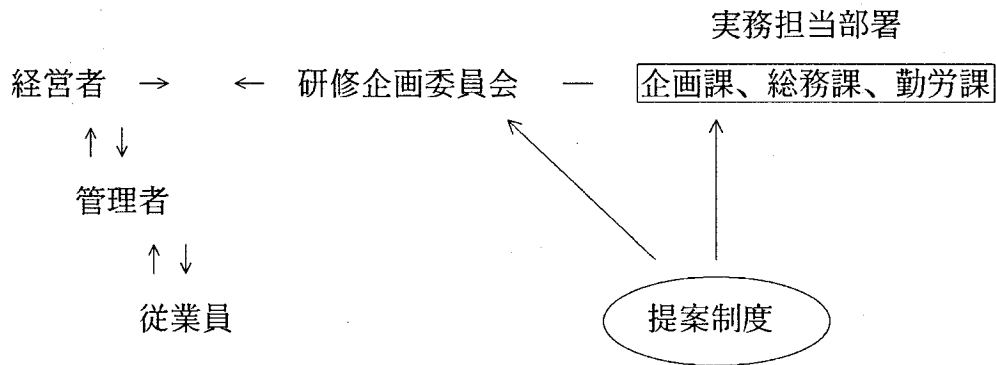 実務担当部署
経営者 → ← 研修企画委員会 — 企画課、総務課、勤労課
↑ ↓
管理者
↑ ↓
従業員
提案制度